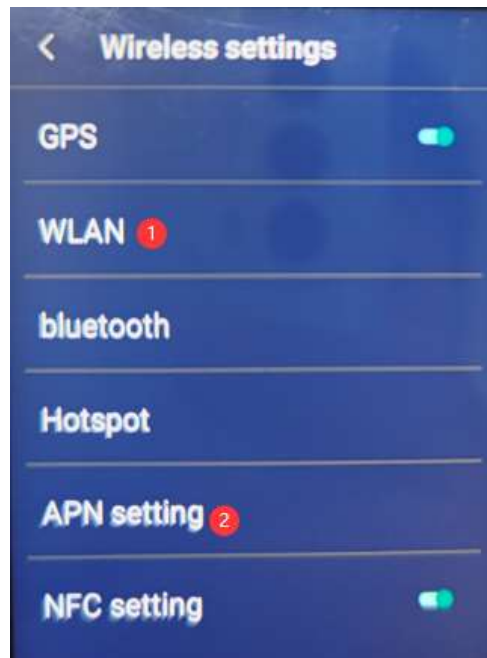 Wireless settings
GPS
WLAN 1
bluetooth
Hotspot
APN setting 2
NFC setting